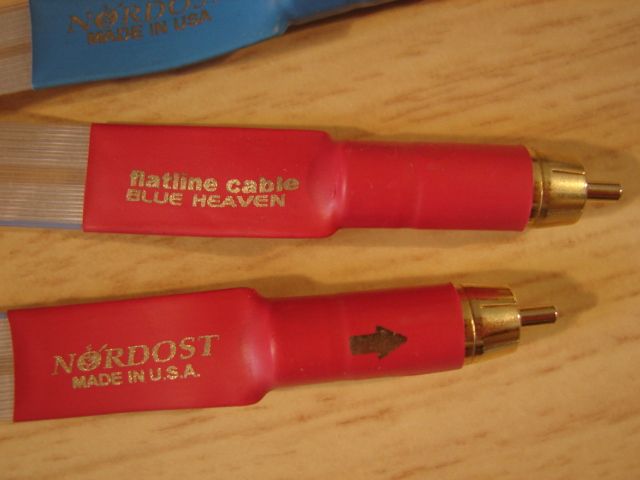 NORDOST
MADE IN USA
flatline cable
BLUE HEAVEN
NORDOST
MADE IN U.S.A.